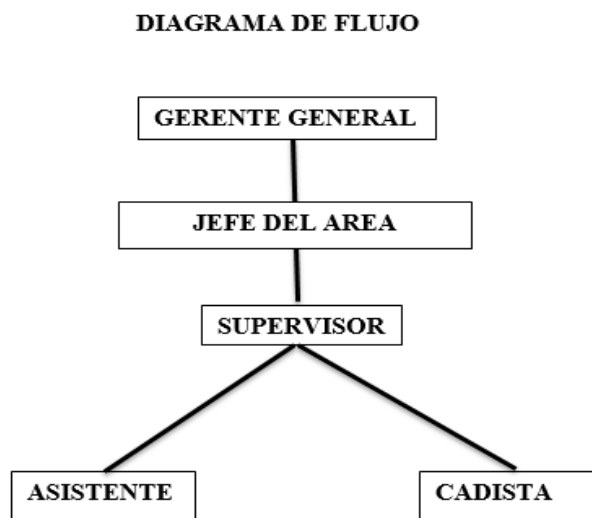 DIAGRAMA DE FLUJO
GERENTE GENERAL
JEFE DEL AREA
SUPERVISOR
ASISTENTE
CADISTA